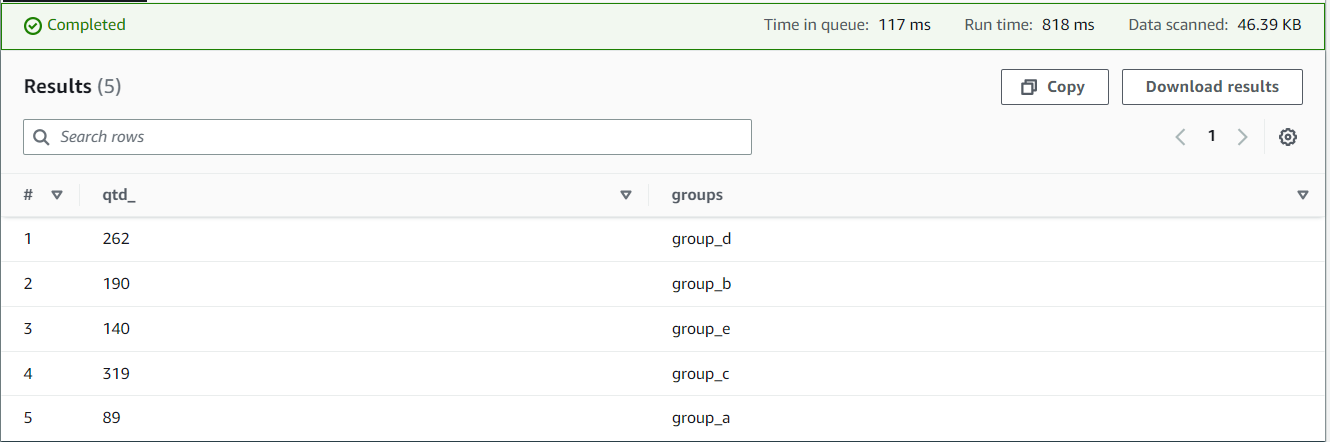 Completed Time in queue: 117 ms Run time: 818 ms Data scanned: 46.39 KB
Results (5) Copy Download results
Search rows 1
# qtd_ groups
1 262 group_d
2 190 group_b
3 140 group_e
4 319 group_c
5 89 group_a